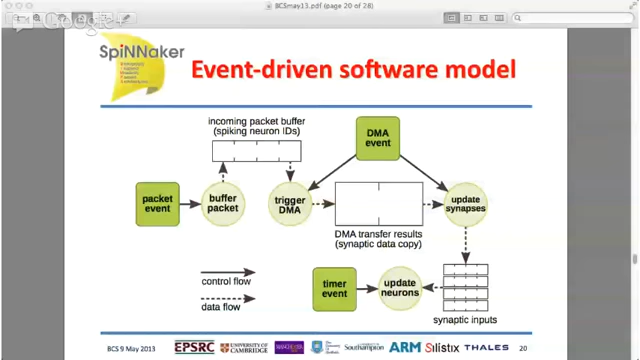 BCSmay13.pdf (page 20 of 28)
Google+
SpiNNaker
Event-driven software model
incoming packet buffer
(spiking neuron IDs)
DMA
event
packet
event
buffer
packet
trigger
DMA
update
synapses
DMA transfer results
(synaptic data copy)
control flow
data flow
timer
event
update
neurons
synaptic inputs
BCS 9 May 2013
EPSRC
UNIVERSITY OF
CAMBRIDGE
Southampton
ARM
Silistix
THALES
20